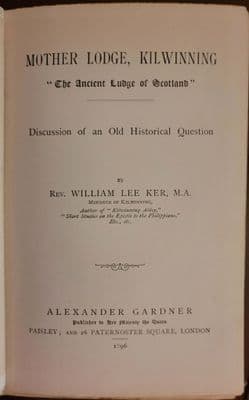 MOTHER LODGE, KILWINNING
"The Ancient Ludge of Scotland"
Discussion of an Old Historical Question
BY
REV. WILLIAM LEE KER, M.A.
MINISTER OF KILWINNING,
Author of "Kilwinning Abbey,"
"Short Studies on the Epistle to the Philippians,"
Etc., etc.
ALEXANDER GARDNER
Publisher to Her Majesty the Queen
PAISLEY; AND 26 PATERNOSTER SQUARE, LONDON
1896